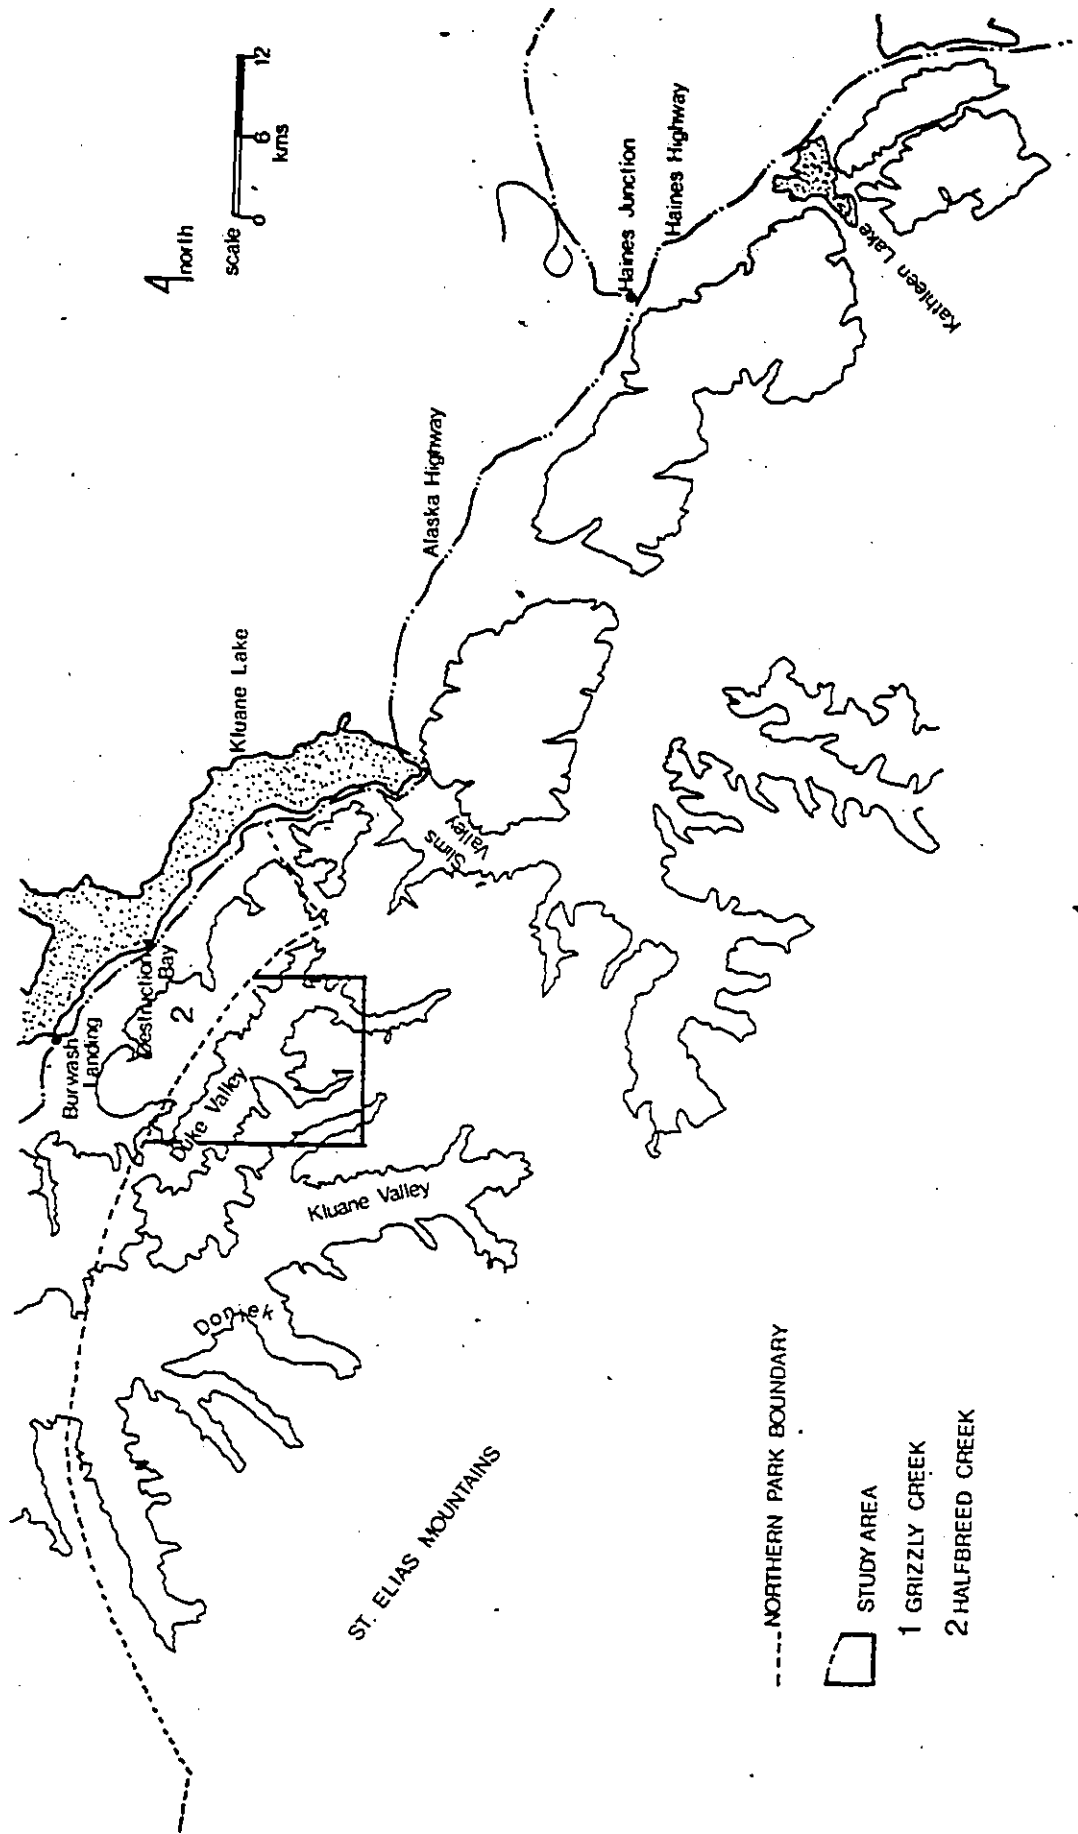 north
scale
0 6 12
kms
Burwash
Landing
Destruction
Bay
2
Kluane Lake
Alaska Highway
Haines Junction
Haines Highway
Kathleen Lake
Slims
Valley
Duke Valley
1
Kluane Valley
Donjek
ST. ELIAS MOUNTAINS
NORTHERN PARK BOUNDARY
STUDY AREA
1 GRIZZLY CREEK
2 HALFBREED CREEK